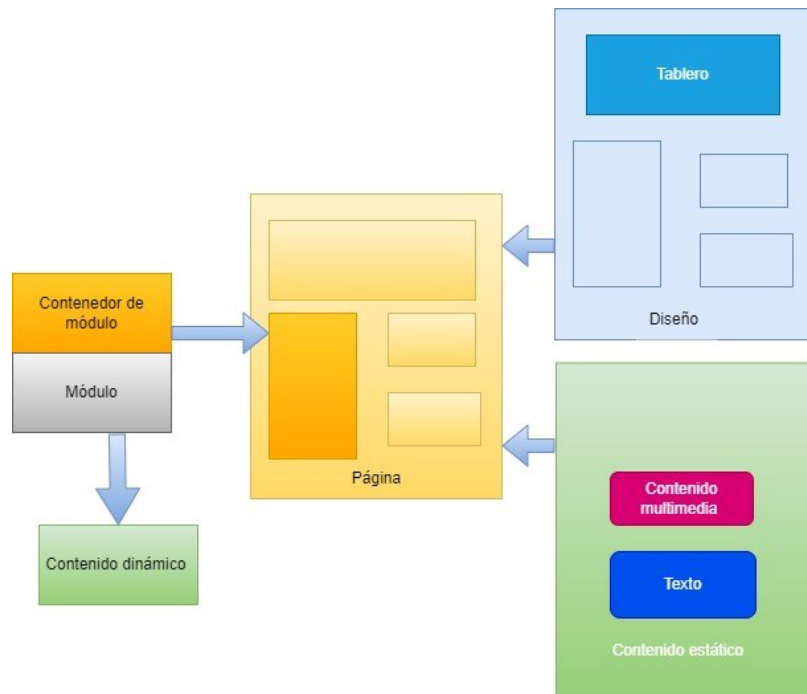 Tablero
Diseño
Contenedor de
módulo
Módulo
Página
Contenido dinámico
Contenido
multimedia
Texto
Contenido estático